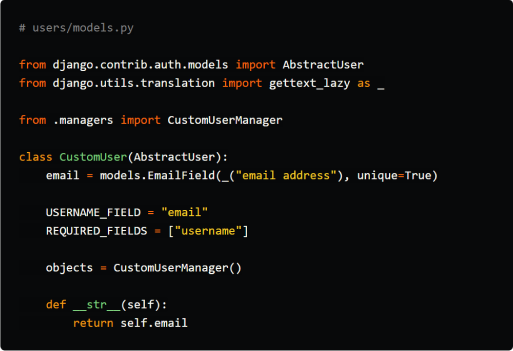 # users/models.py
from django.contrib.auth.models import AbstractUser
from django.utils.translation import gettext_lazy as _
from .managers import CustomUserManager
class CustomUser(AbstractUser):
email = models.EmailField(_("email address"), unique=True)
USERNAME_FIELD = "email"
REQUIRED_FIELDS = ["username"]
objects = CustomUserManager()
def __str__(self):
return self.email